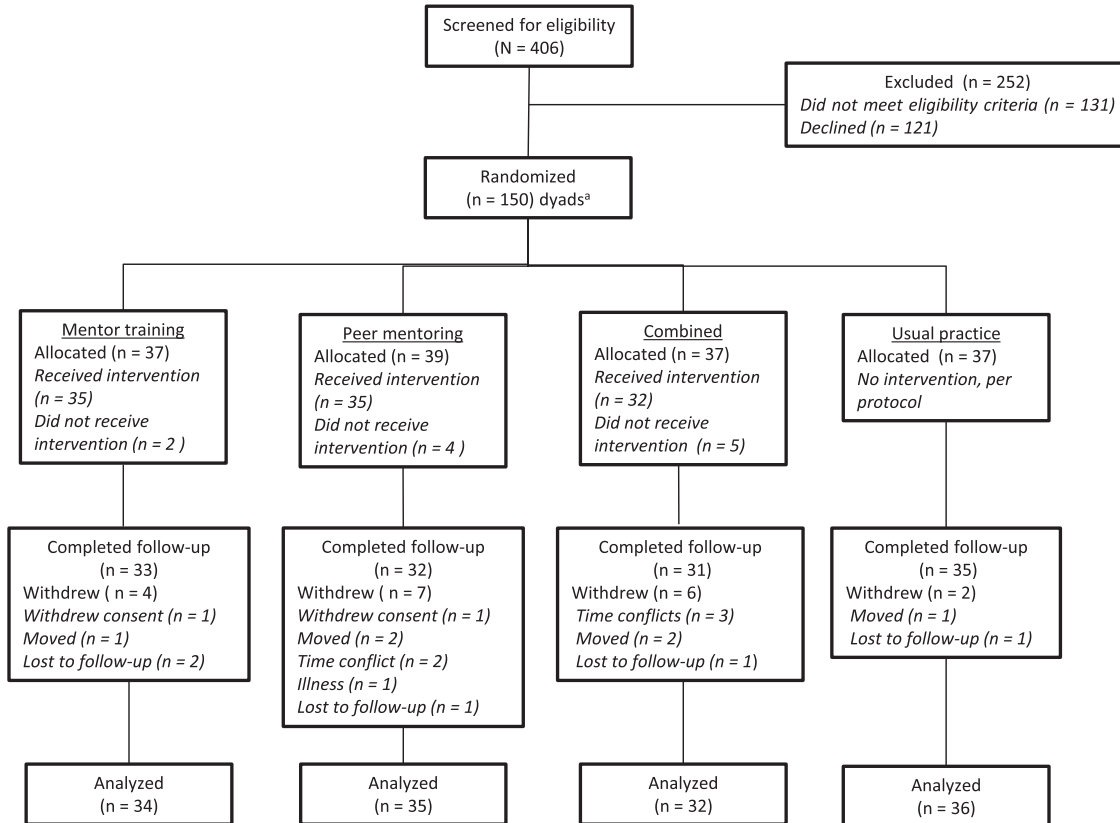 Screened for eligibility
(N = 406)
Excluded (n = 252)
Did not meet eligibility criteria (n = 131)
Declined (n = 121)
Randomized
(n = 150) dyadsᵃ
Mentor training
Allocated (n = 37)
Received intervention
(n = 35)
Did not receive
intervention (n = 2 )
Peer mentoring
Allocated (n = 39)
Received intervention
(n = 35)
Did not receive
intervention (n = 4 )
Combined
Allocated (n = 37)
Received intervention
(n = 32)
Did not receive
intervention (n = 5)
Usual practice
Allocated (n = 37)
No intervention, per
protocol
Completed follow-up
(n = 33)
Withdrew ( n = 4)
Withdrew consent (n = 1)
Moved (n = 1)
Lost to follow-up (n = 2)
Completed follow-up
(n = 32)
Withdrew ( n = 7)
Withdrew consent (n = 1)
Moved (n = 2)
Time conflict (n = 2)
Illness (n = 1)
Lost to follow-up (n = 1)
Completed follow-up
(n = 31)
Withdrew (n = 6)
Time conflicts (n = 3)
Moved (n = 2)
Lost to follow-up (n = 1)
Completed follow-up
(n = 35)
Withdrew (n = 2)
Moved (n = 1)
Lost to follow-up (n = 1)
Analyzed
(n = 34)
Analyzed
(n = 35)
Analyzed
(n = 32)
Analyzed
(n = 36)